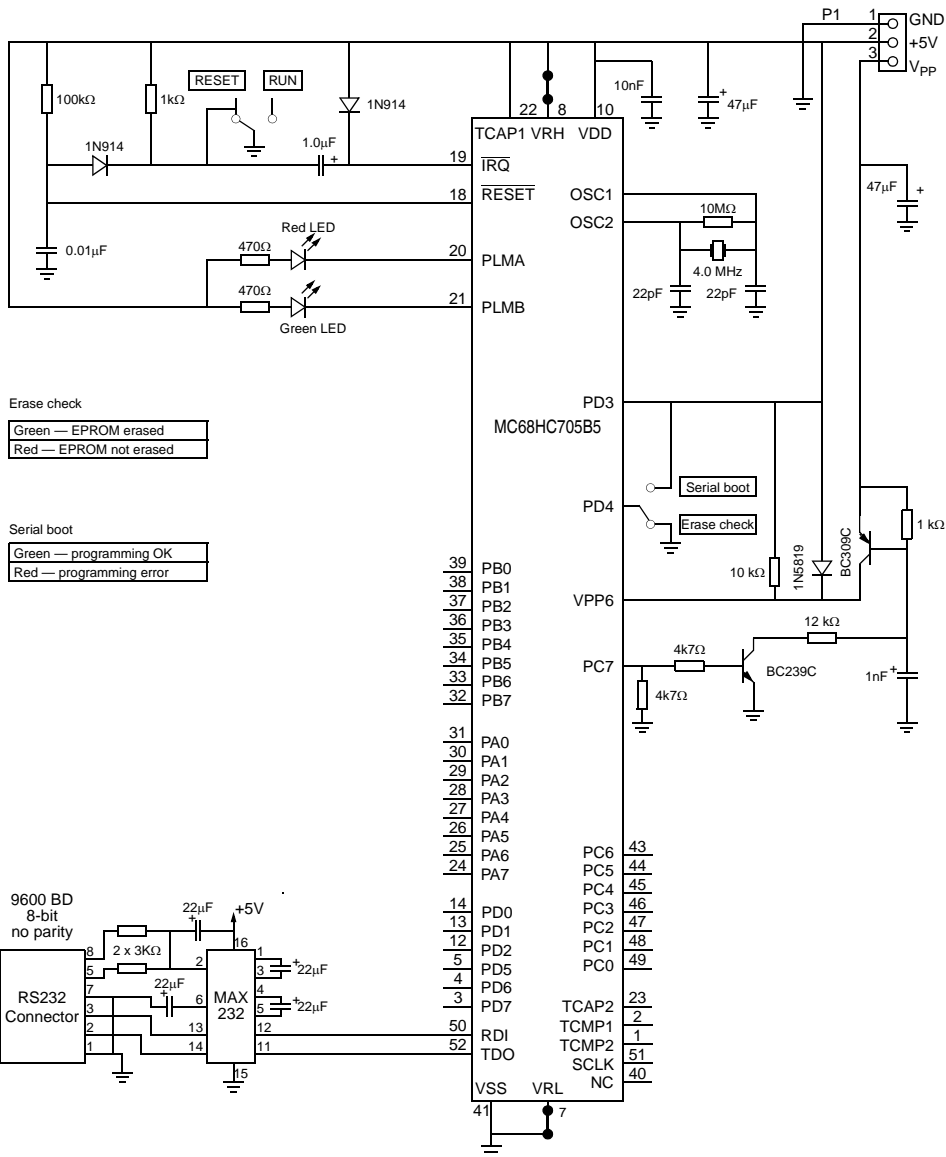 P1
1
GND
2
+5V
3
VPP
RESET
RUN
100kΩ
1kΩ
1N914
10nF
+
47µF
22
8
10
1N914
1.0µF
+
TCAP1
VRH
VDD
19
IRQ
47µF
+
18
RESET
OSC1
10MΩ
OSC2
Red LED
0.01µF
470Ω
20
PLMA
4.0 MHz
470Ω
21
PLMB
22pF
22pF
Green LED
Erase check
Green — EPROM erased
Red — EPROM not erased
PD3
MC68HC705B5
Serial boot
PD4
Erase check
1 kΩ
Serial boot
Green — programming OK
Red — programming error
BC309C
1N5819
10 kΩ
39
PB0
38
PB1
37
PB2
36
PB3
35
PB4
34
PB5
33
PB6
32
PB7
VPP6
12 kΩ
PC7
4k7Ω
BC239C
4k7Ω
1nF
+
31
PA0
30
PA1
29
PA2
28
PA3
27
PA4
26
PA5
25
PA6
24
PA7
PC6
43
PC5
44
PC4
45
PC3
46
PC2
47
PC1
48
PC0
49
9600 BD
8-bit
no parity
22µF
+
+5V
14
PD0
13
PD1
12
PD2
5
PD5
4
PD6
3
PD7
8
5
7
3
2
1
2 x 3KΩ
22µF
+
RS232
Connector
16
2
6
13
14
MAX
232
1
3
4
5
12
11
15
+
22µF
+
22µF
TCAP2
23
TCMP1
2
TCMP2
1
SCLK
51
NC
40
50
RDI
52
TDO
VSS
VRL
41
7